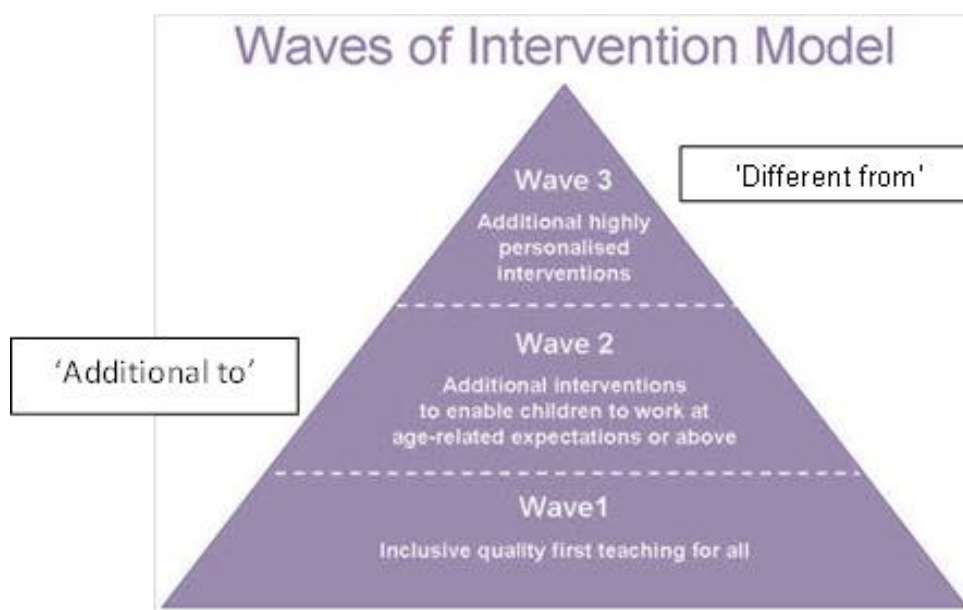 Waves of Intervention Model
Wave 3
'Different from'
Additional highly
personalised
interventions
Wave 2
‘Additional to’
Additional interventions
to enable children to work at
age-related expectations or above
Wave1
Inclusive quality first teaching for all